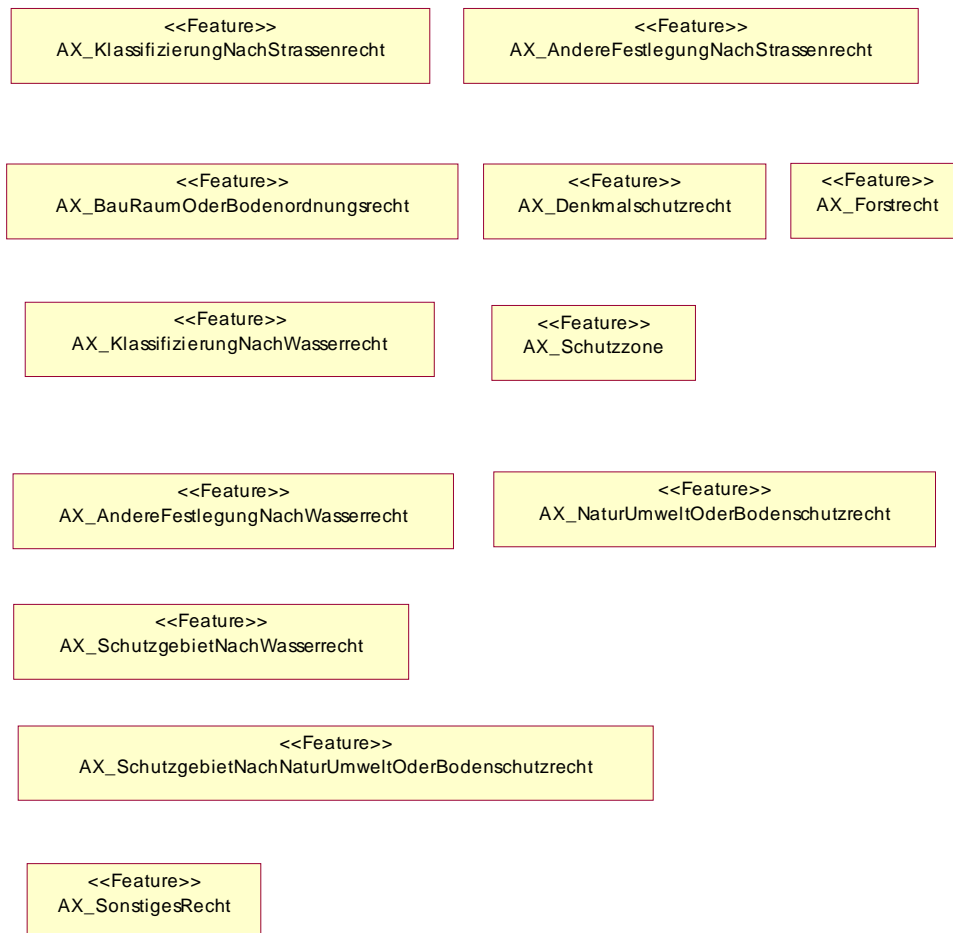 <<Feature>>
AX_KlassifizierungNachStrassenrecht
<<Feature>>
AX_AndereFestlegungNachStrassenrecht
<<Feature>>
AX_BauRaumOderBodenordnungsrecht
<<Feature>>
AX_Denkmalschutzrecht
<<Feature>>
AX_Forstrecht
<<Feature>>
AX_KlassifizierungNachWasserrecht
<<Feature>>
AX_Schutzzone
<<Feature>>
AX_AndereFestlegungNachWasserrecht
<<Feature>>
AX_NaturUmweltOderBodenschutzrecht
<<Feature>>
AX_SchutzgebietNachWasserrecht
<<Feature>>
AX_SchutzgebietNachNaturUmweltOderBodenschutzrecht
<<Feature>>
AX_SonstigesRecht